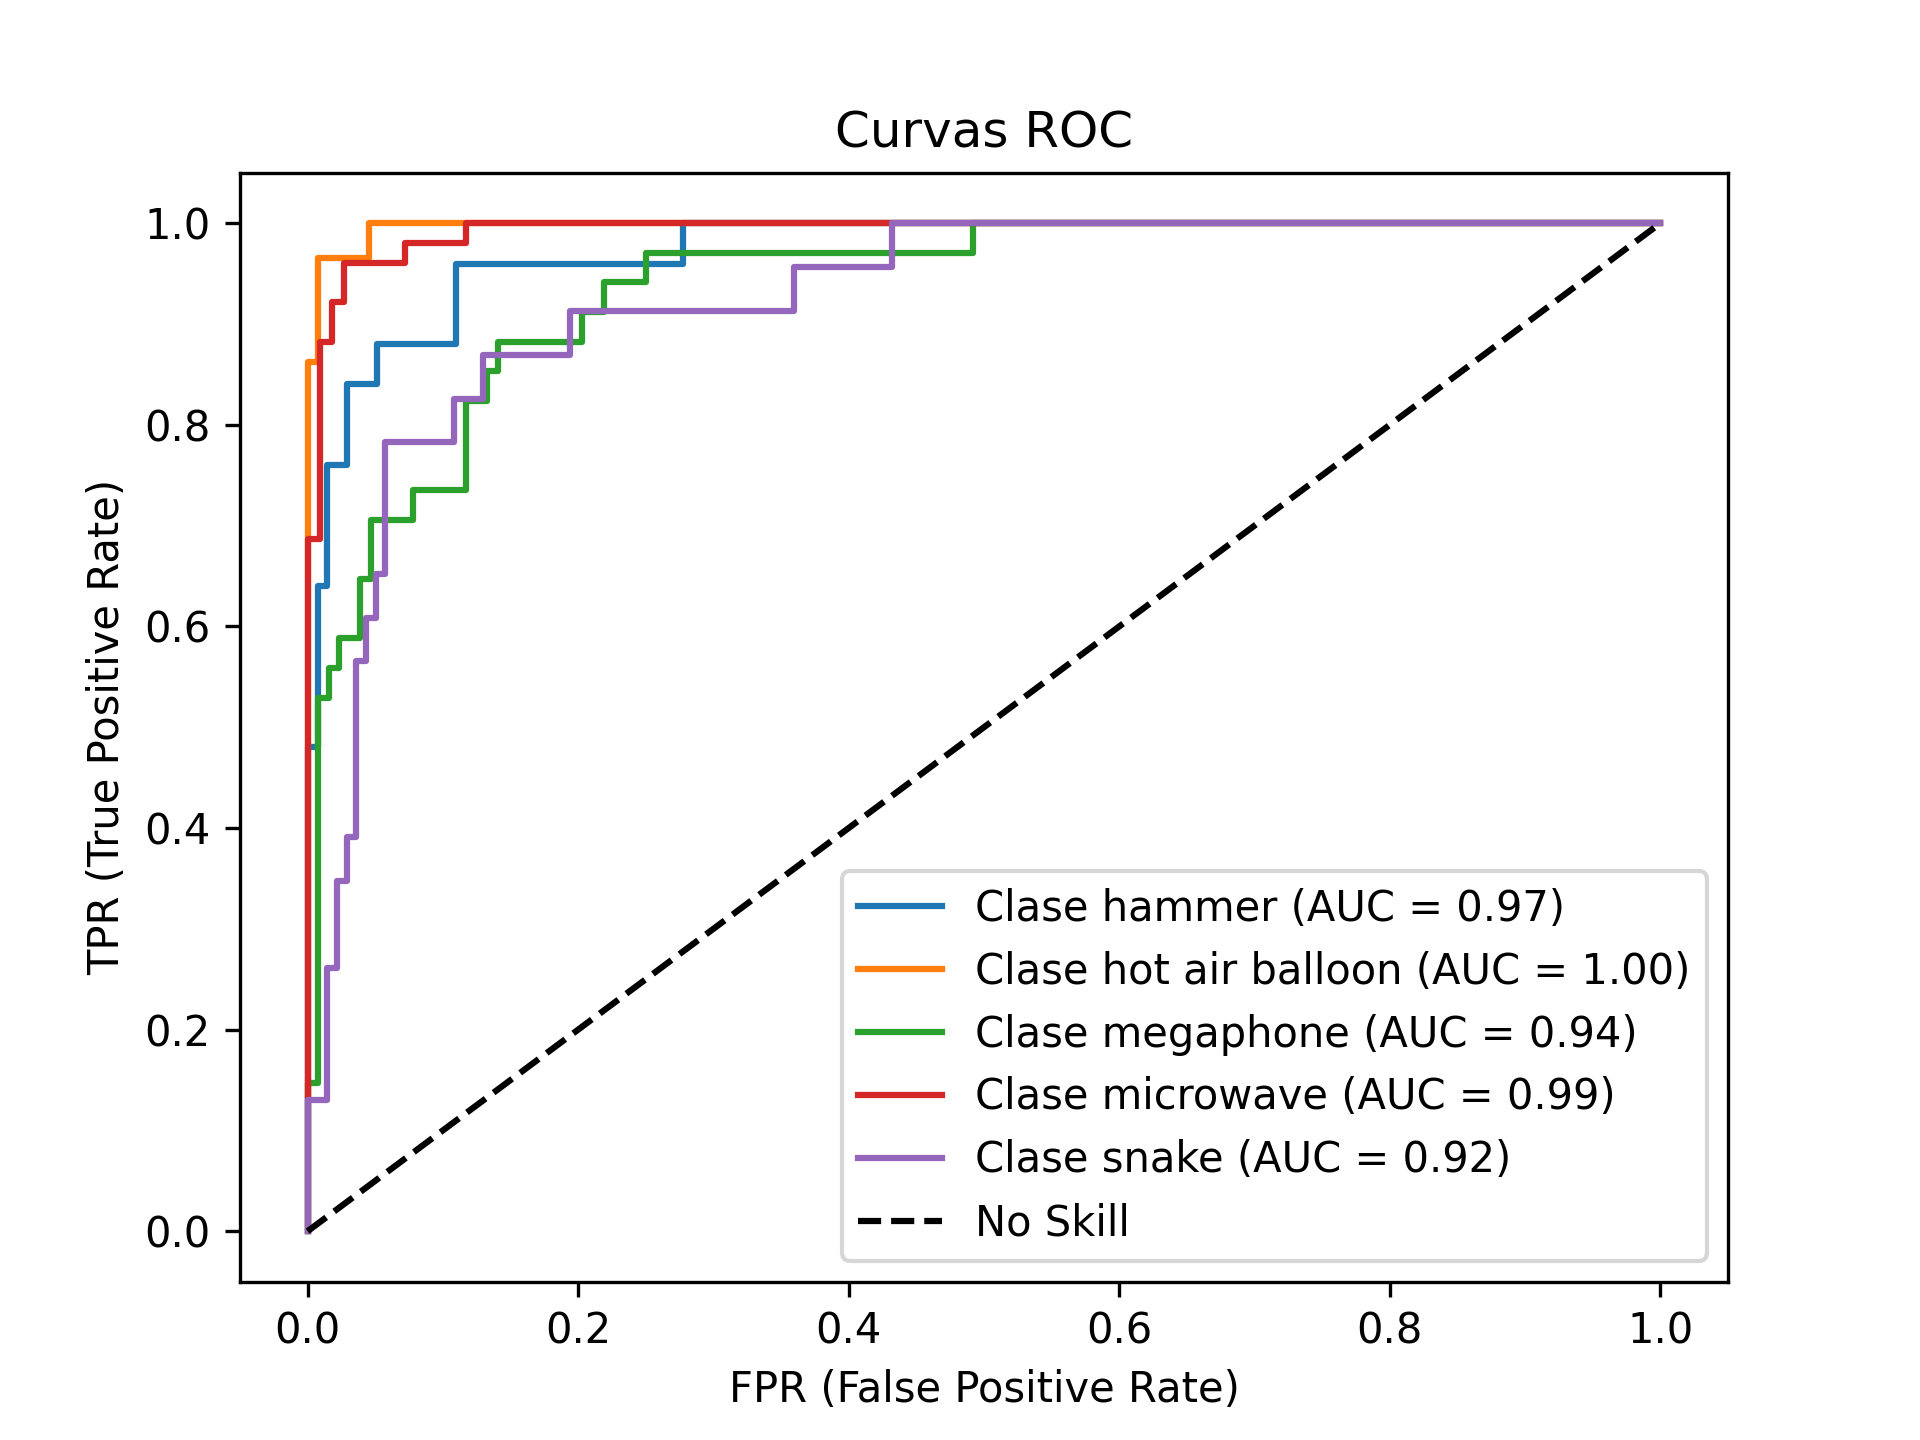 Curvas ROC
1.0
0.8
0.6
0.4
0.2
0.0
TPR (True Positive Rate)
Clase hammer (AUC = 0.97)
Clase hot air balloon (AUC = 1.00)
Clase megaphone (AUC = 0.94)
Clase microwave (AUC = 0.99)
Clase snake (AUC = 0.92)
No Skill
0.0 0.2 0.4 0.6 0.8 1.0
FPR (False Positive Rate)